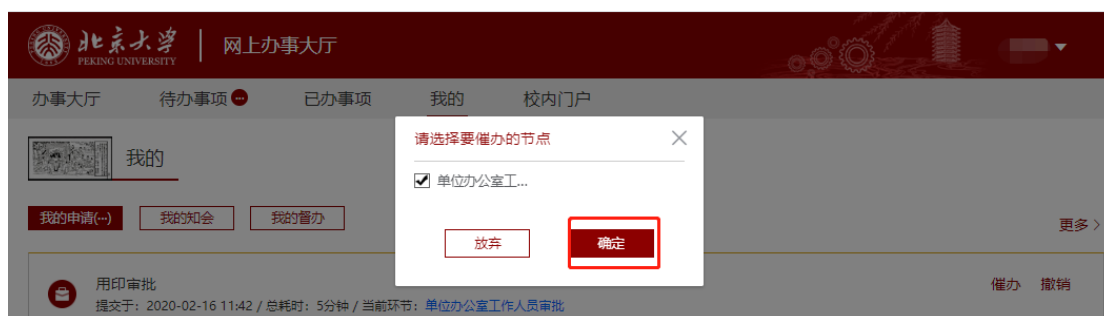 北京大学
PEKING UNIVERSITY
网上办事大厅
办事大厅 待办事项 已办事项 我的 校内门户
请选择要催办的节点
我的
单位办公室工...
我的申请(···) 我的知会 我的督办
更多
放弃 确定
用印审批
催办 撤销
提交于：2020-02-16 11:42 / 总耗时：5分钟 / 当前环节：单位办公室工作人员审批